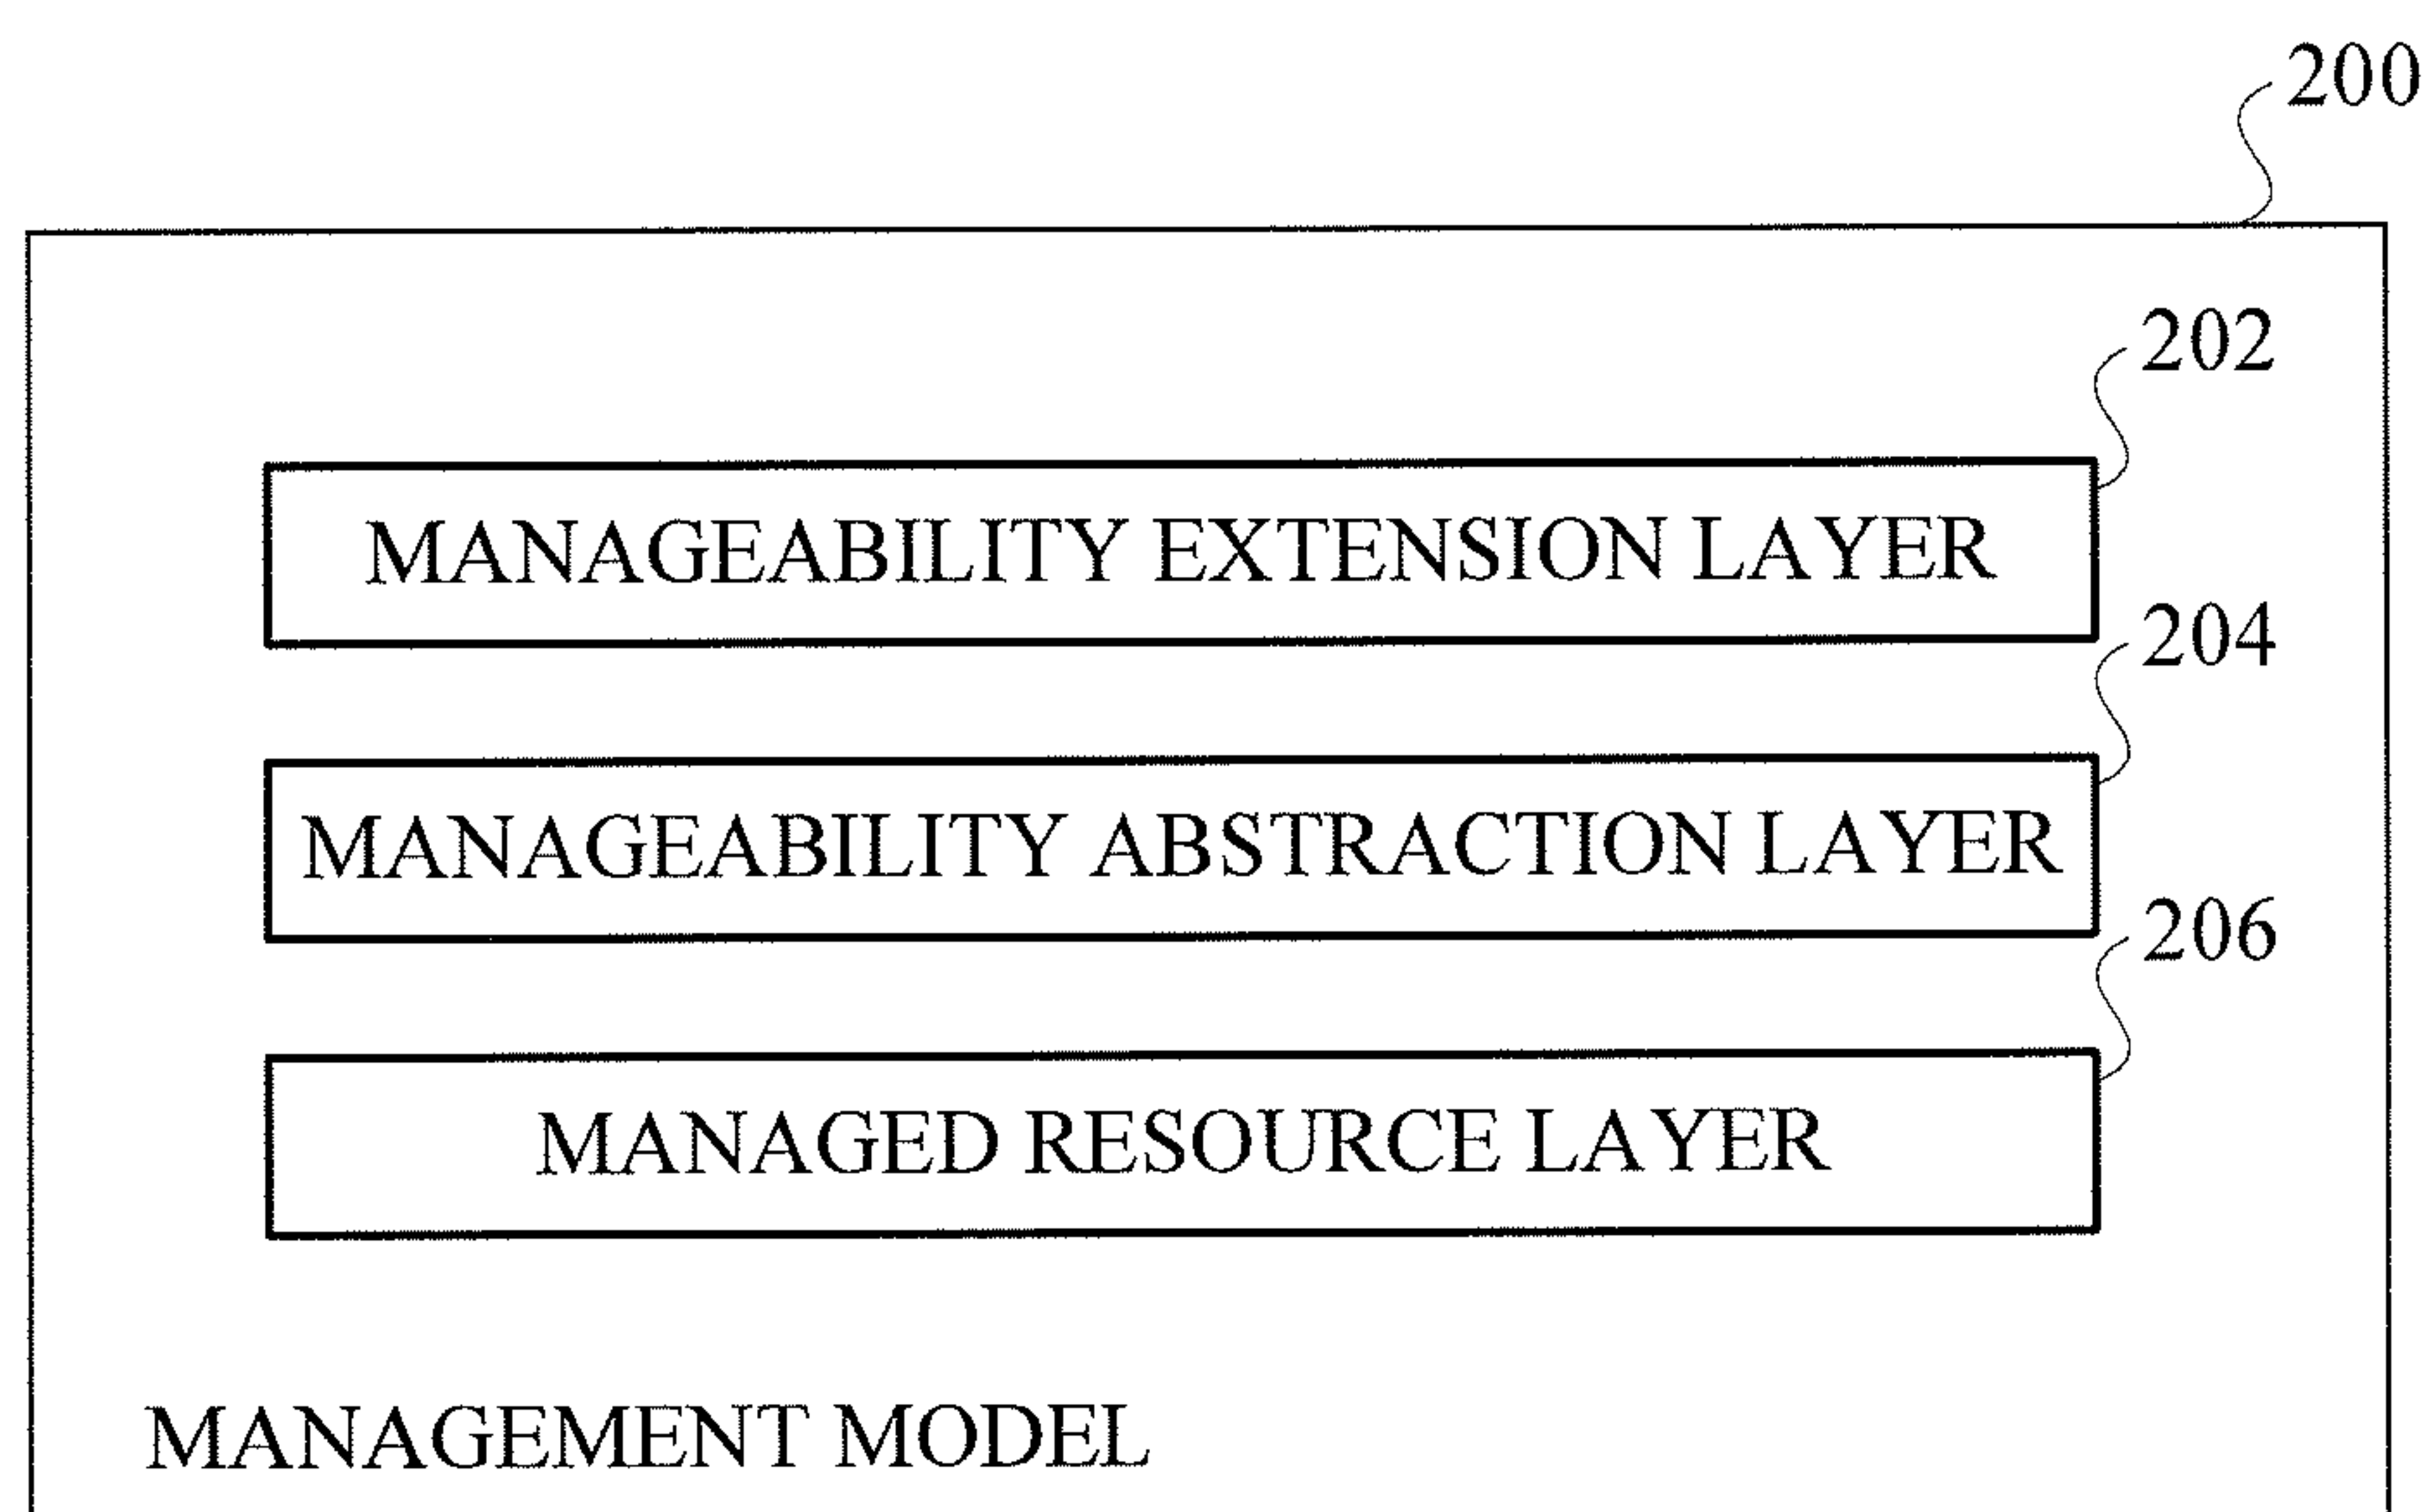 200
202
MANAGEABILITY EXTENSION LAYER
204
MANAGEABILITY ABSTRACTION LAYER
206
MANAGED RESOURCE LAYER
MANAGEMENT MODEL